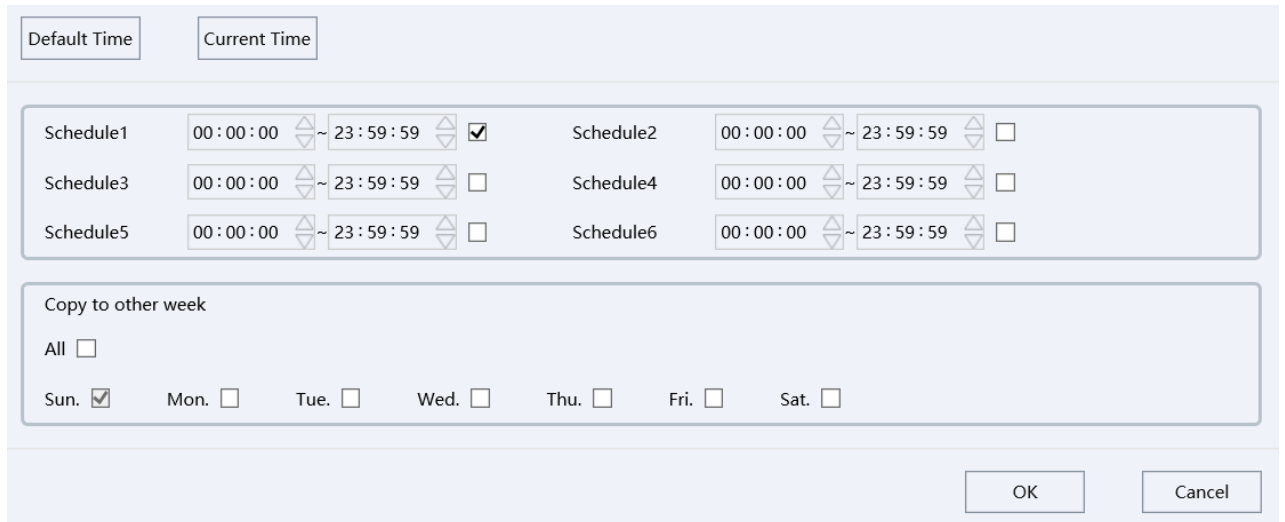 Default Time Current Time
Schedule1 00:00:00 ~ 23:59:59 Schedule2 00:00:00 ~ 23:59:59
Schedule3 00:00:00 ~ 23:59:59 Schedule4 00:00:00 ~ 23:59:59
Schedule5 00:00:00 ~ 23:59:59 Schedule6 00:00:00 ~ 23:59:59
Copy to other week
All
Sun. Mon. Tue. Wed. Thu. Fri. Sat.
OK Cancel